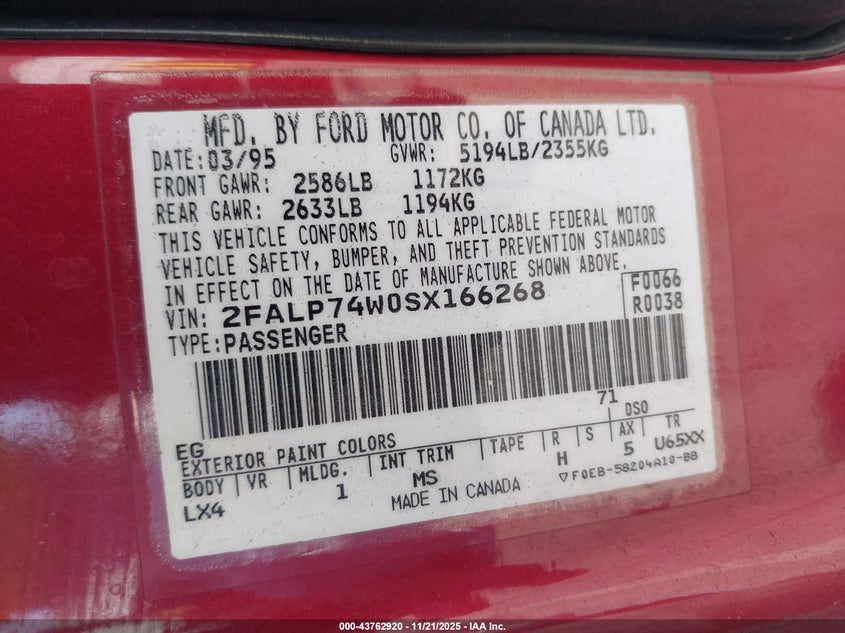 MFD. BY FORD MOTOR CO. OF CANADA LTD.
DATE: 03/95 GVWR: 5194LB/2355KG
FRONT GAWR: 2586LB 1172KG
REAR GAWR: 2633LB 1194KG
THIS VEHICLE CONFORMS TO ALL APPLICABLE FEDERAL MOTOR
VEHICLE SAFETY, BUMPER, AND THEFT PREVENTION STANDARDS
IN EFFECT ON THE DATE OF MANUFACTURE SHOWN ABOVE.
VIN: 2FALP74W0SX166268
F0066
R0038
TYPE: PASSENGER
71
EG DSO
EXTERIOR PAINT COLORS
BODY VR MLDG. INT TRIM TAPE R S AX TR
LX4 1 MS H 5 U65XX
MADE IN CANADA
F0EB-58204A10-BB
000-43762920 - 11/21/2025 - IAA Inc.